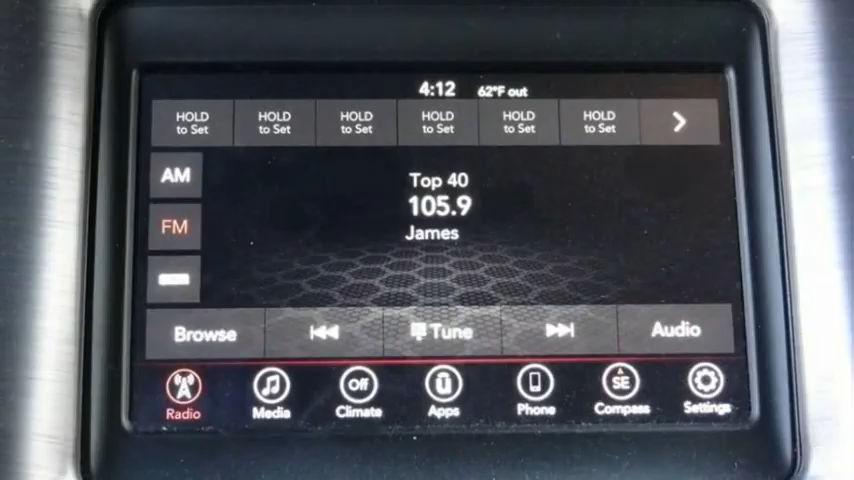 4:12 62°F out
HOLD to Set HOLD to Set HOLD to Set HOLD to Set HOLD to Set HOLD to Set
AM
Top 40
105.9
FM
James
Browse Tune Audio
Off SE
Radio Media Climate Apps Phone Compass Settings